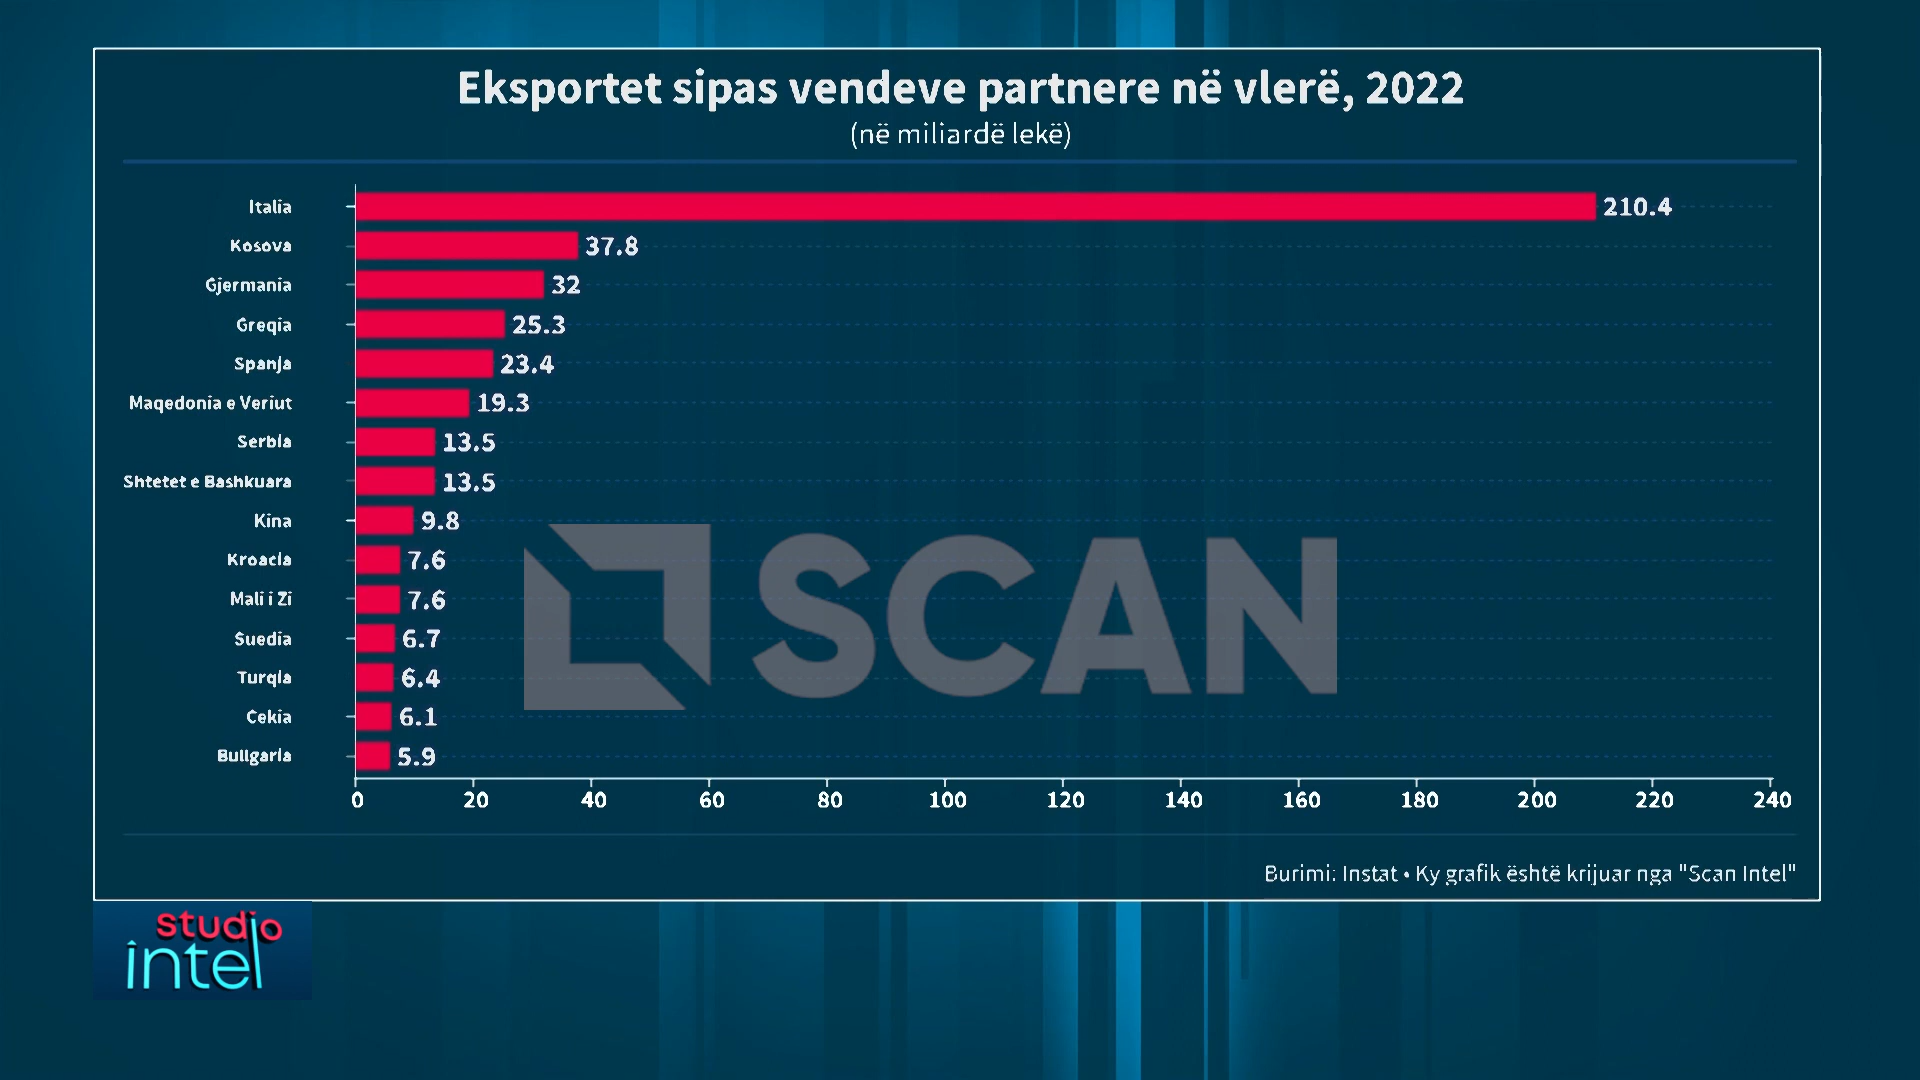 Eksportet sipas vendeve partnere në vlerë, 2022
(në miliardë lekë)
Italia 210.4
Kosova 37.8
Gjermania 32
Greqia 25.3
Spanja 23.4
Maqedonia e Veriut 19.3
Serbia 13.5
Shtetet e Bashkuara 13.5
Kina 9.8
Kroacia 7.6
Mali i Zi 7.6
Suedia 6.7
Turqia 6.4
Cekia 6.1
Bullgaria 5.9
0 20 40 60 80 100 120 140 160 180 200 220 240
SCAN
Burimi: Instat • Ky grafik është krijuar nga "Scan Intel"
studio
intel